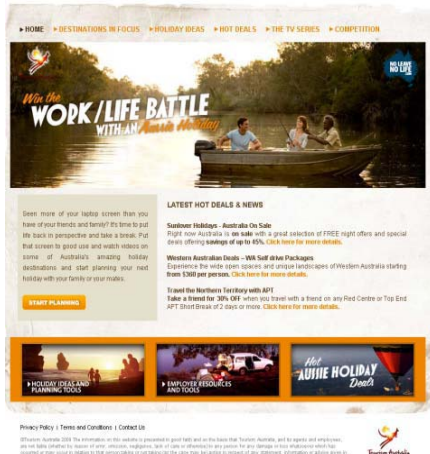 HOME DESTINATIONS IN FOCUS HOLIDAY IDEAS HOT DEALS THE TV SERIES COMPETITION
NO LEAVE
NO LIFE
Win the
WORK/LIFE BATTLE
WITH AN Aussie Holiday
Seen more of your laptop screen than you
have of your friends and family? It's time to put
life back in perspective and take a break. Put
that screen to good use and watch videos on
some of Australia's amazing holiday
destinations and start planning your next
holiday with your family or your mates.
START PLANNING
LATEST HOT DEALS & NEWS
Sunlover Holidays - Australia On Sale
Right now Australia is on sale with a great selection of FREE night offers and special
deals offering savings of up to 45%. Click here for more details.
Western Australian Deals – WA Self drive Packages
Experience the wide open spaces and unique landscapes of Western Australia starting
from $360 per person. Click here for more details.
Travel the Northern Territory with APT
Take a friend for 30% OFF when you travel with a friend on any Red Centre or Top End
APT Short Break of 2 days or more. Click here for more details.
HOLIDAY IDEAS AND
PLANNING TOOLS
EMPLOYER RESOURCES
AND TOOLS
Hot
AUSSIE HOLIDAY
Deals
Privacy Policy | Terms and Conditions | Contact Us
Tourism Australia